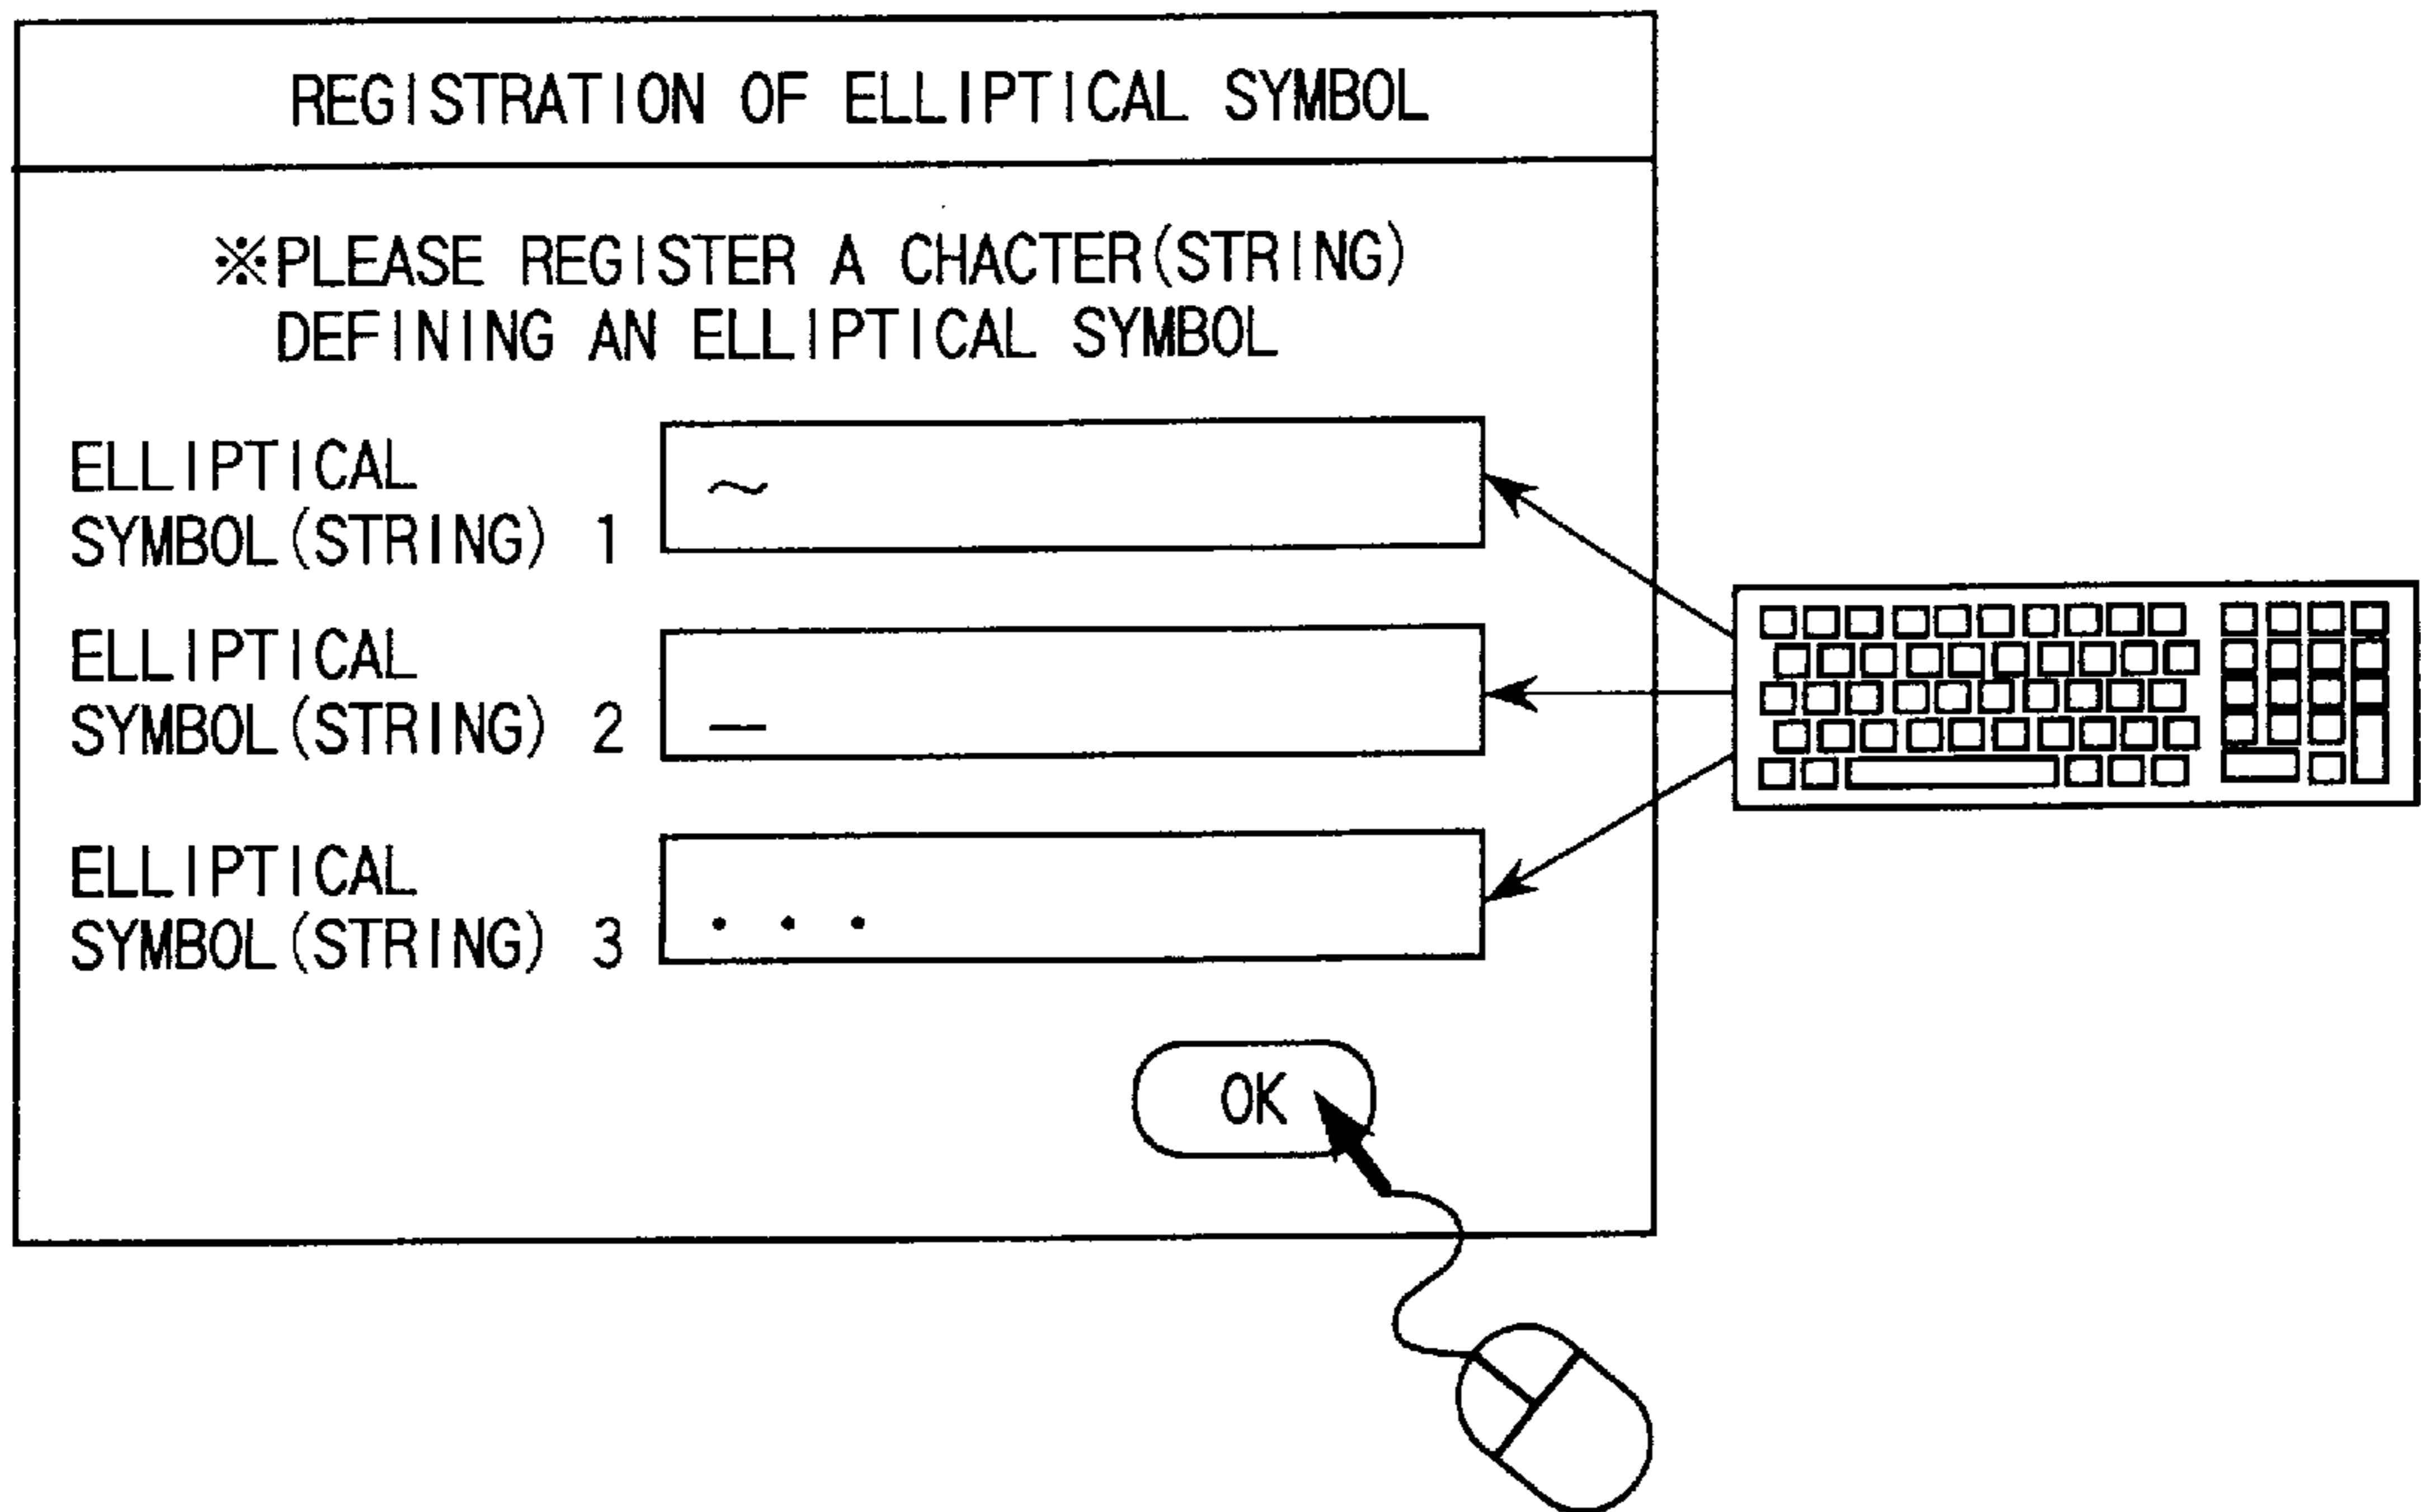 REGISTRATION OF ELLIPTICAL SYMBOL
※PLEASE REGISTER A CHACTER(STRING)
DEFINING AN ELLIPTICAL SYMBOL
ELLIPTICAL
SYMBOL(STRING) 1 ~
ELLIPTICAL
SYMBOL(STRING) 2 _
ELLIPTICAL
SYMBOL(STRING) 3 ...
OK